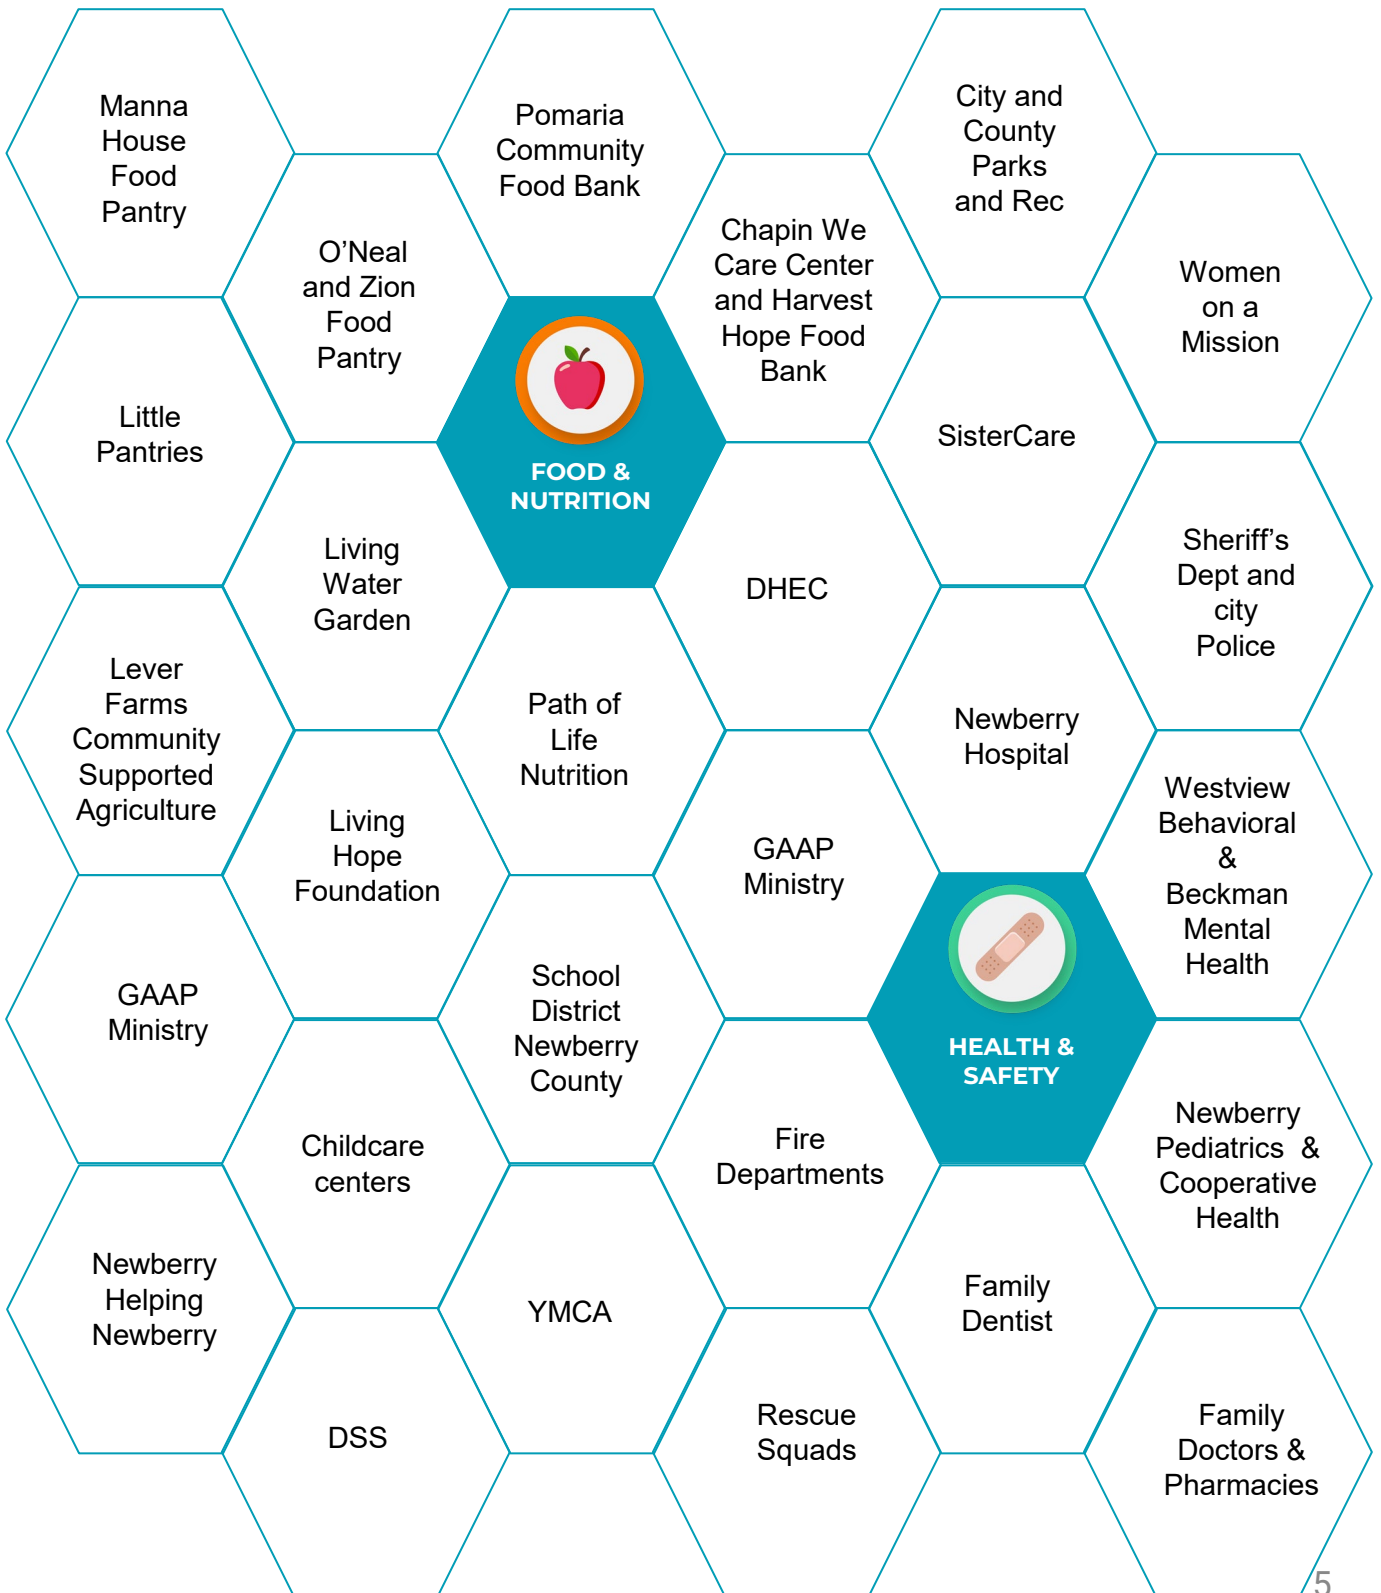 Manna
House
Food
Pantry
Pomaria
Community
Food Bank
City and
County
Parks
and Rec
O’Neal
and Zion
Food
Pantry
Chapin We
Care Center
and Harvest
Hope Food
Bank
Women
on a
Mission
Little
Pantries
FOOD &
NUTRITION
SisterCare
Living
Water
Garden
DHEC
Sheriff’s
Dept and
city
Police
Lever
Farms
Community
Supported
Agriculture
Path of
Life
Nutrition
Newberry
Hospital
Living
Hope
Foundation
GAAP
Ministry
Westview
Behavioral
&
Beckman
Mental
Health
GAAP
Ministry
School
District
Newberry
County
HEALTH &
SAFETY
Childcare
centers
Fire
Departments
Newberry
Pediatrics  &
Cooperative
Health
Newberry
Helping
Newberry
YMCA
Family
Dentist
DSS
Rescue
Squads
Family
Doctors &
Pharmacies
5